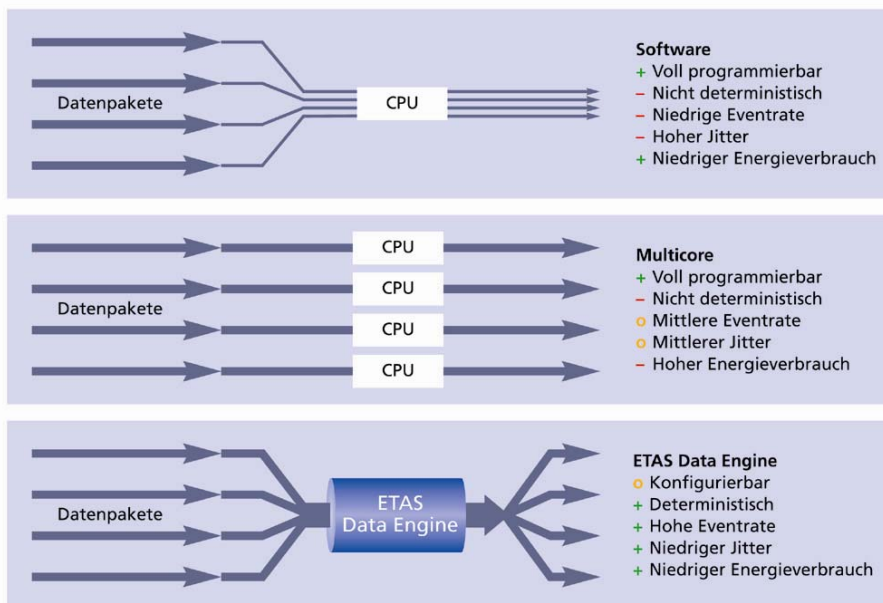 Datenpakete
CPU
Software
+ Voll programmierbar
– Nicht deterministisch
– Niedrige Eventrate
– Hoher Jitter
+ Niedriger Energieverbrauch
Datenpakete
CPU
CPU
CPU
CPU
Multicore
+ Voll programmierbar
– Nicht deterministisch
o Mittlere Eventrate
o Mittlerer Jitter
– Hoher Energieverbrauch
Datenpakete
ETAS
Data Engine
ETAS Data Engine
o Konfigurierbar
+ Deterministisch
+ Hohe Eventrate
+ Niedriger Jitter
+ Niedriger Energieverbrauch